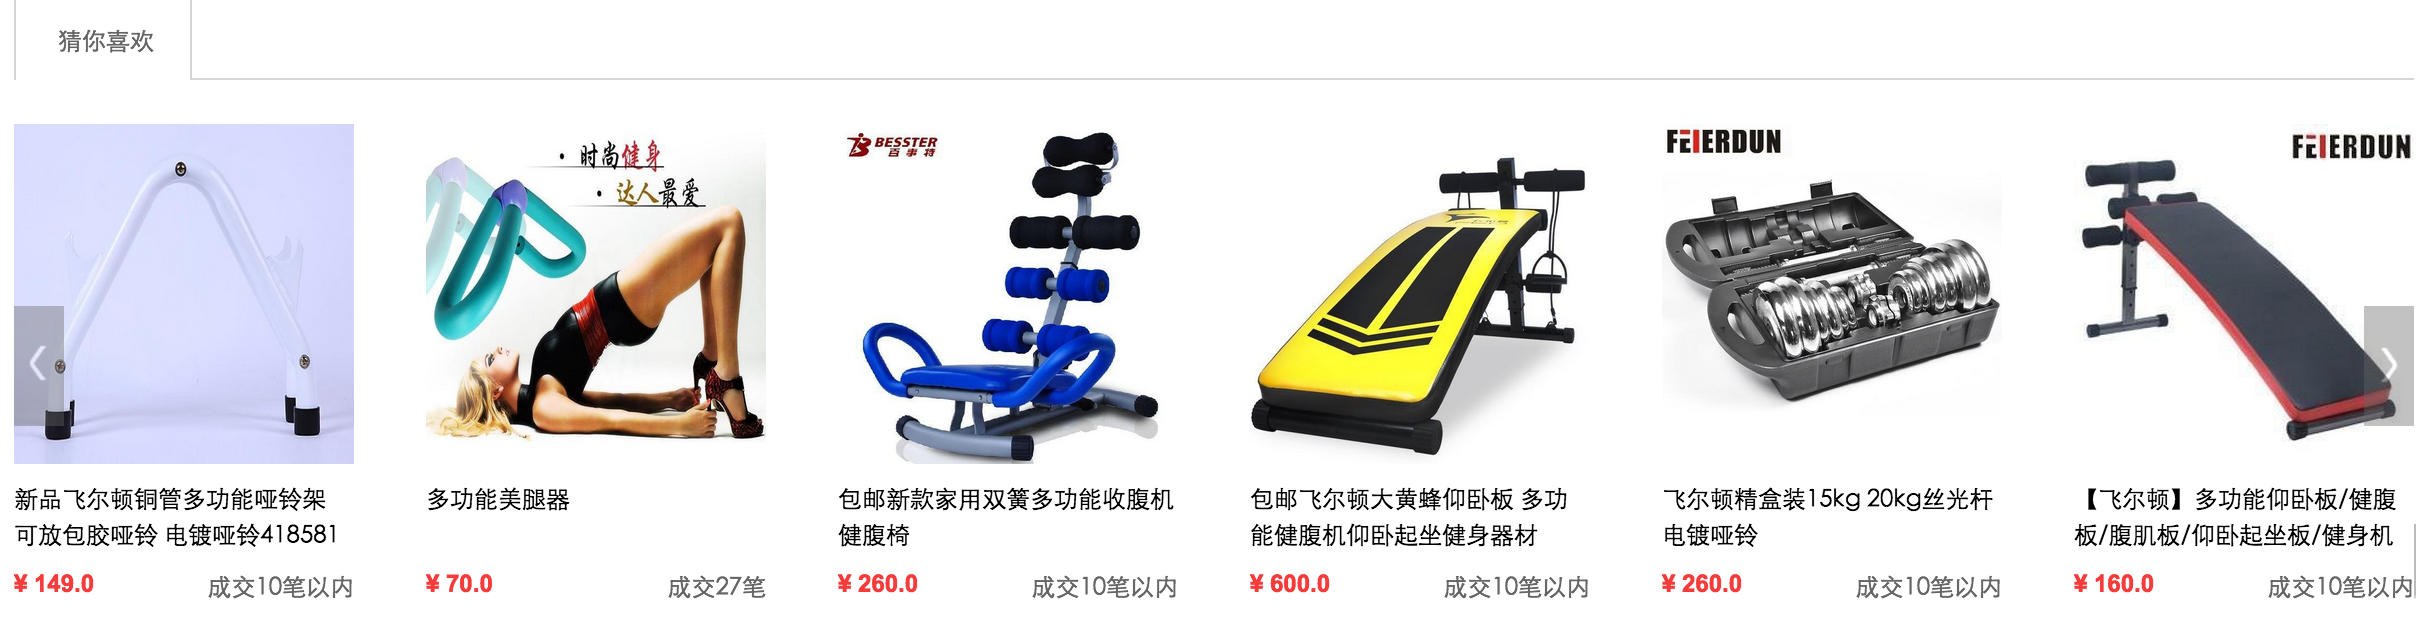 猜你喜欢
· 时尚健身
· 达人最爱
BESSTER
百事特
FEIERDUN
FEIERDUN
新品飞尔顿铜管多功能哑铃架
可放包胶哑铃 电镀哑铃418581
¥ 149.0
成交10笔以内
多功能美腿器
¥ 70.0
成交27笔
包邮新款家用双簧多功能收腹机
健腹椅
¥ 260.0
成交10笔以内
包邮飞尔顿大黄蜂仰卧板 多功
能健腹机仰卧起坐健身器材
¥ 600.0
成交10笔以内
飞尔顿精盒装15kg 20kg丝光杆
电镀哑铃
¥ 260.0
成交10笔以内
【飞尔顿】多功能仰卧板/健腹
板/腹肌板/仰卧起坐板/健身机
¥ 160.0
成交10笔以内